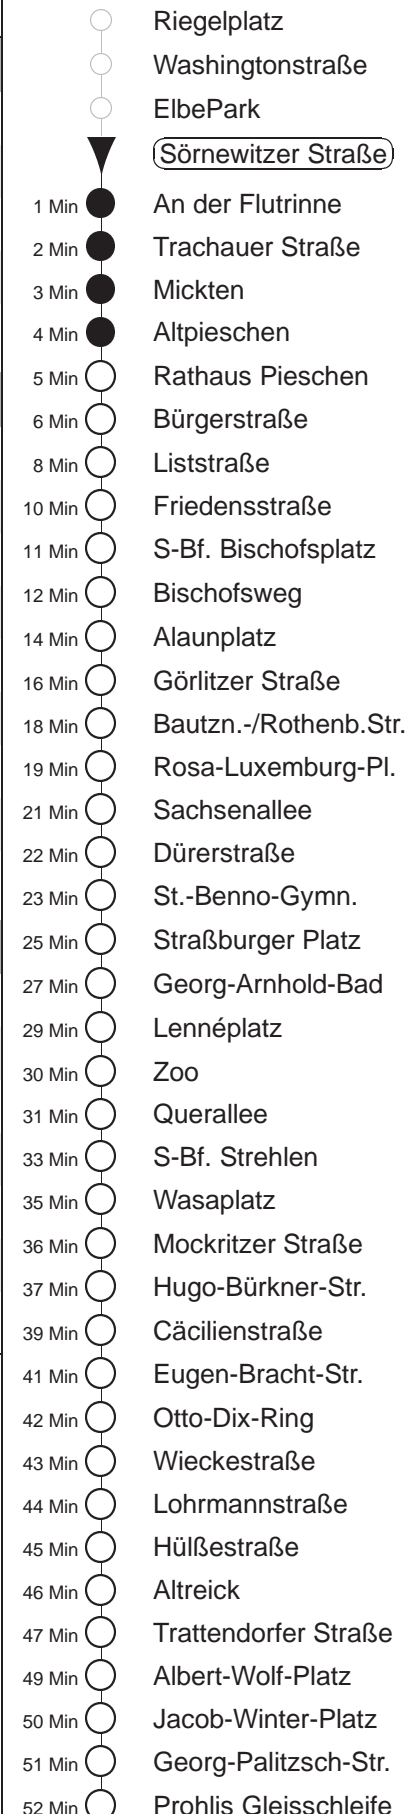 Riegelplatz
Washingtonstraße
ElbePark
Sörnewitzer Straße
1 Min An der Flutrinne
2 Min Trachauer Straße
3 Min Mickten
4 Min Altpieschen
5 Min Rathaus Pieschen
6 Min Bürgerstraße
8 Min Liststraße
10 Min Friedensstraße
11 Min S-Bf. Bischofsplatz
12 Min Bischofsweg
14 Min Alaunplatz
16 Min Görlitzer Straße
18 Min Bautzn.-/Rothenb.Str.
19 Min Rosa-Luxemburg-Pl.
21 Min Sachsenallee
22 Min Dürerstraße
23 Min St.-Benno-Gymn.
25 Min Straßburger Platz
27 Min Georg-Arnhold-Bad
29 Min Lennéplatz
30 Min Zoo
31 Min Querallee
33 Min S-Bf. Strehlen
35 Min Wasaplatz
36 Min Mockritzer Straße
37 Min Hugo-Bürkner-Str.
39 Min Cäcilienstraße
41 Min Eugen-Bracht-Str.
42 Min Otto-Dix-Ring
43 Min Wieckestraße
44 Min Lohrmannstraße
45 Min Hülßestraße
46 Min Altreick
47 Min Trattendorfer Straße
49 Min Albert-Wolf-Platz
50 Min Jacob-Winter-Platz
51 Min Georg-Palitzsch-Str.
52 Min Prohlis Gleisschleife